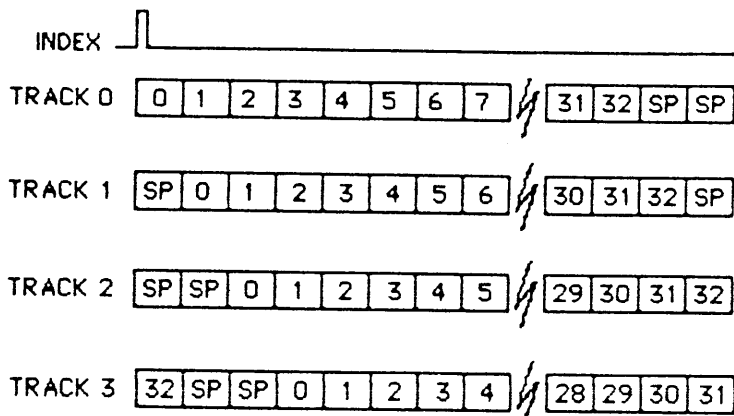 INDEX
TRACK 0 0 1 2 3 4 5 6 7 31 32 SP SP
TRACK 1 SP 0 1 2 3 4 5 6 30 31 32 SP
TRACK 2 SP SP 0 1 2 3 4 5 29 30 31 32
TRACK 3 32 SP SP 0 1 2 3 4 28 29 30 31